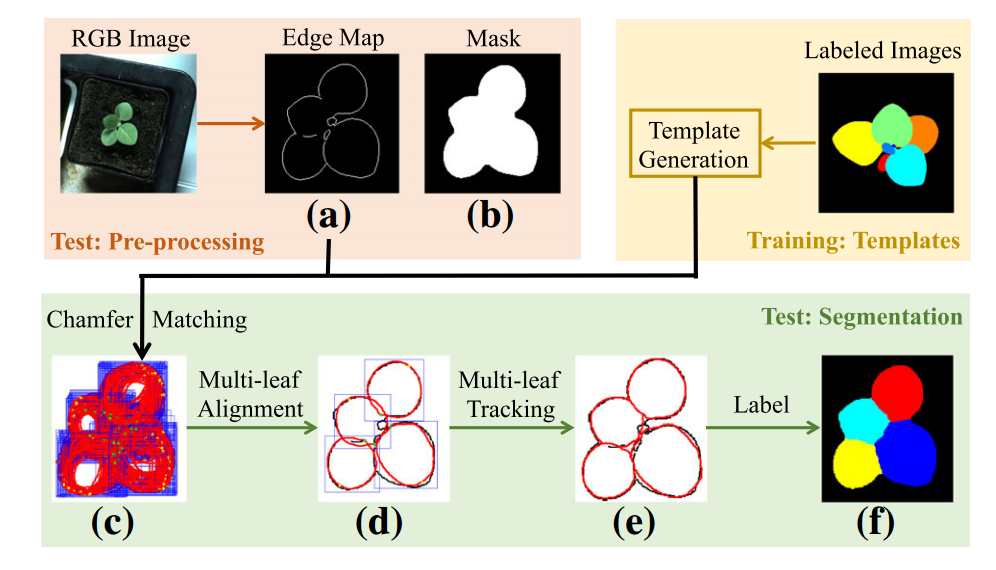 RGB Image
Edge Map
Mask
(a)
(b)
Test: Pre-processing
Labeled Images
Template
Generation
Training: Templates
Chamfer Matching
Test: Segmentation
Multi-leaf
Alignment
Multi-leaf
Tracking
Label
(c)
(d)
(e)
(f)